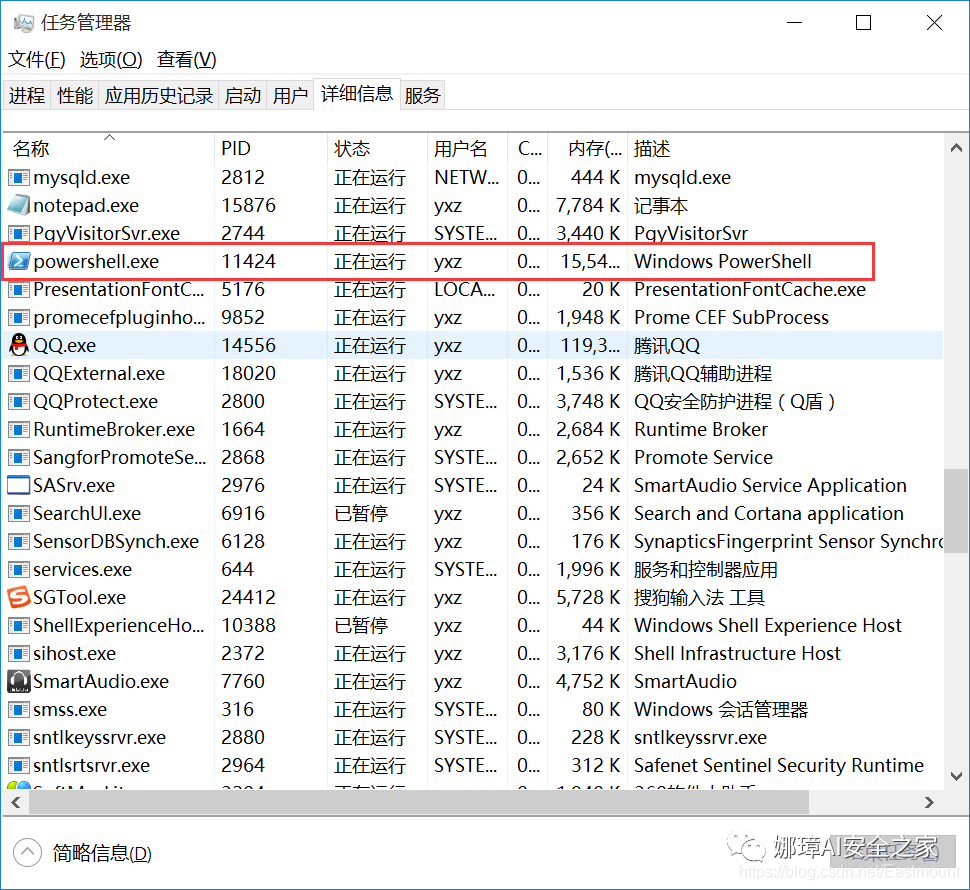 任务管理器
文件(F) 选项(O) 查看(V)
进程 性能 应用历史记录 启动 用户 详细信息 服务
名称 PID 状态 用户名 C... 内存(... 描述
mysqld.exe 2812 正在运行 NETW... 0... 444 K mysqld.exe
notepad.exe 15876 正在运行 yxz 0... 7,784 K 记事本
PgyVisitorSvr.exe 2744 正在运行 SYSTE... 0... 3,440 K PgyVisitorSvr
powershell.exe 11424 正在运行 yxz 0... 15,54... Windows PowerShell
PresentationFontC... 5176 正在运行 LOCA... 0... 20 K PresentationFontCache.exe
promecefpluginho... 9852 正在运行 yxz 0... 1,948 K Prome CEF SubProcess
QQ.exe 14556 正在运行 yxz 0... 119,3... 腾讯QQ
QQExternal.exe 18020 正在运行 yxz 0... 1,536 K 腾讯QQ辅助进程
QQProtect.exe 2800 正在运行 SYSTE... 0... 3,748 K QQ安全防护进程（Q盾）
RuntimeBroker.exe 1664 正在运行 yxz 0... 2,684 K Runtime Broker
SangforPromoteSe... 2868 正在运行 SYSTE... 0... 2,652 K Promote Service
SASrv.exe 2976 正在运行 SYSTE... 0... 24 K SmartAudio Service Application
SearchUI.exe 6916 已暂停 yxz 0... 356 K Search and Cortana application
SensorDBSynch.exe 6128 正在运行 yxz 0... 176 K SynapticsFingerprint Sensor Synchro
services.exe 644 正在运行 SYSTE... 0... 1,996 K 服务和控制器应用
SGTool.exe 24412 正在运行 yxz 0... 5,728 K 搜狗输入法 工具
ShellExperienceHo... 10388 已暂停 yxz 0... 44 K Windows Shell Experience Host
sihost.exe 2372 正在运行 yxz 0... 3,176 K Shell Infrastructure Host
SmartAudio.exe 7760 正在运行 yxz 0... 4,752 K SmartAudio
smss.exe 316 正在运行 SYSTE... 0... 80 K Windows 会话管理器
sntlkeyssrvr.exe 2880 正在运行 SYSTE... 0... 228 K sntlkeyssrvr.exe
sntlsrtsrvr.exe 2964 正在运行 SYSTE... 0... 312 K Safenet Sentinel Security Runtime
简略信息(D)
娜璋AI安全之家
https://blog.csdn.net/Eastmount